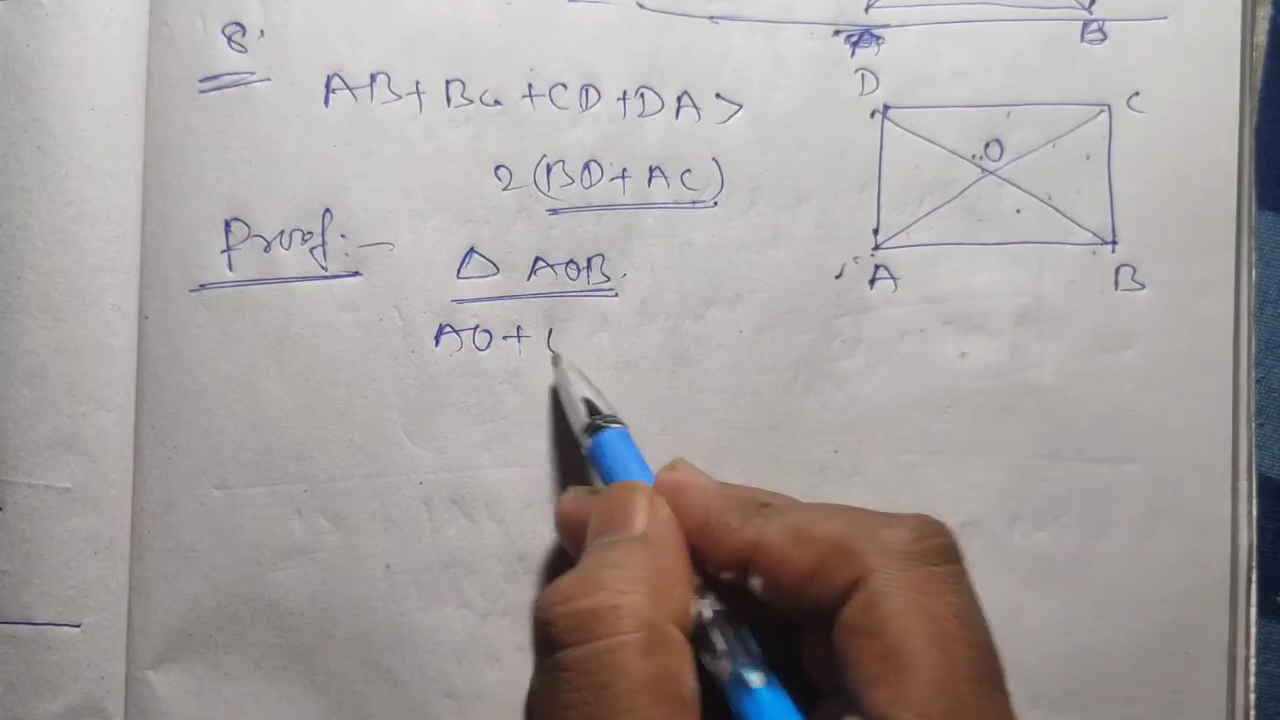 A B
8.
AB+BC+CD+DA>
2(BD+AC)
Proof:-
Δ AOB.
AO+
D C
O
A B